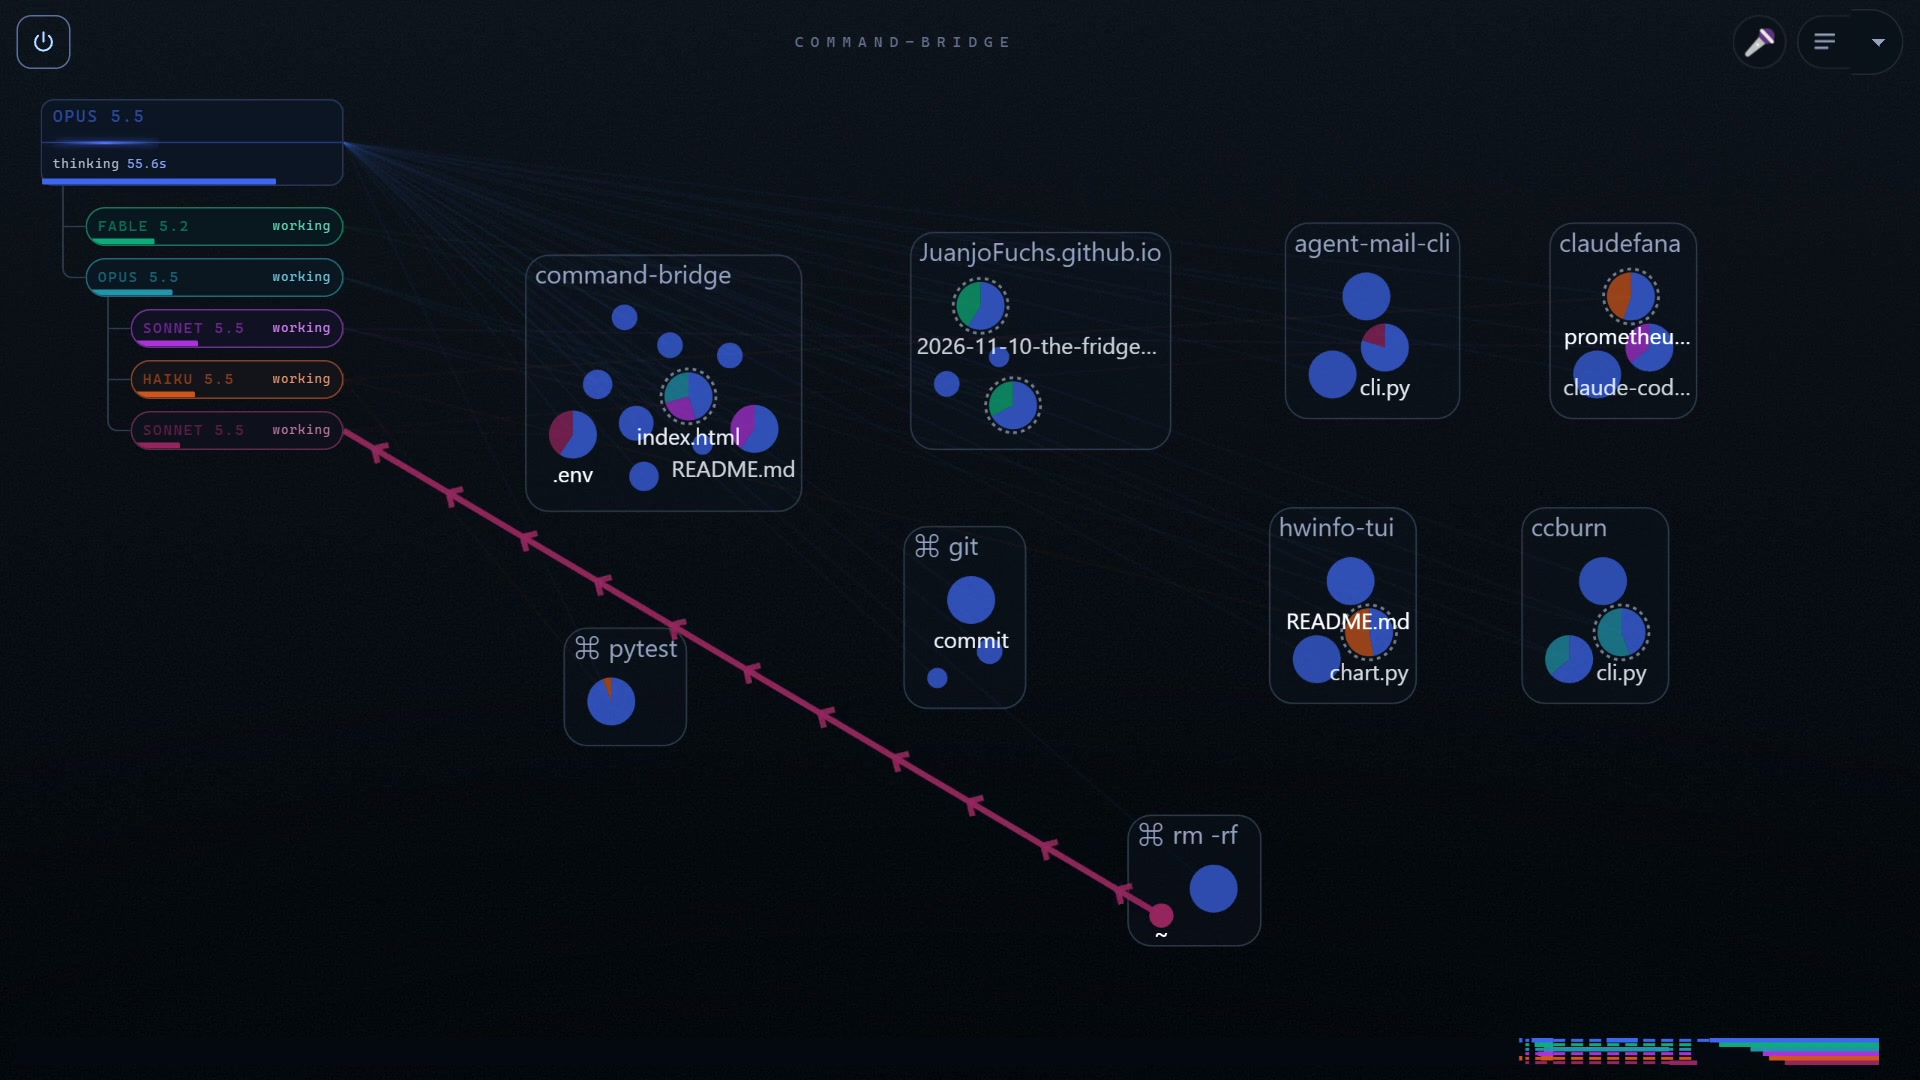 COMMAND-BRIDGE
OPUS 5.5
thinking 55.6s
FABLE 5.2 working
OPUS 5.5 working
SONNET 5.5 working
HAIKU 5.5 working
SONNET 5.5 working
command-bridge
index.html
.env
README.md
JuanjoFuchs.github.io
2026-11-10-the-fridge...
agent-mail-cli
cli.py
claudefana
prometheu...
claude-cod...
⌘ git
commit
hwinfo-tui
README.md
chart.py
ccburn
cli.py
⌘ pytest
⌘ rm -rf
~